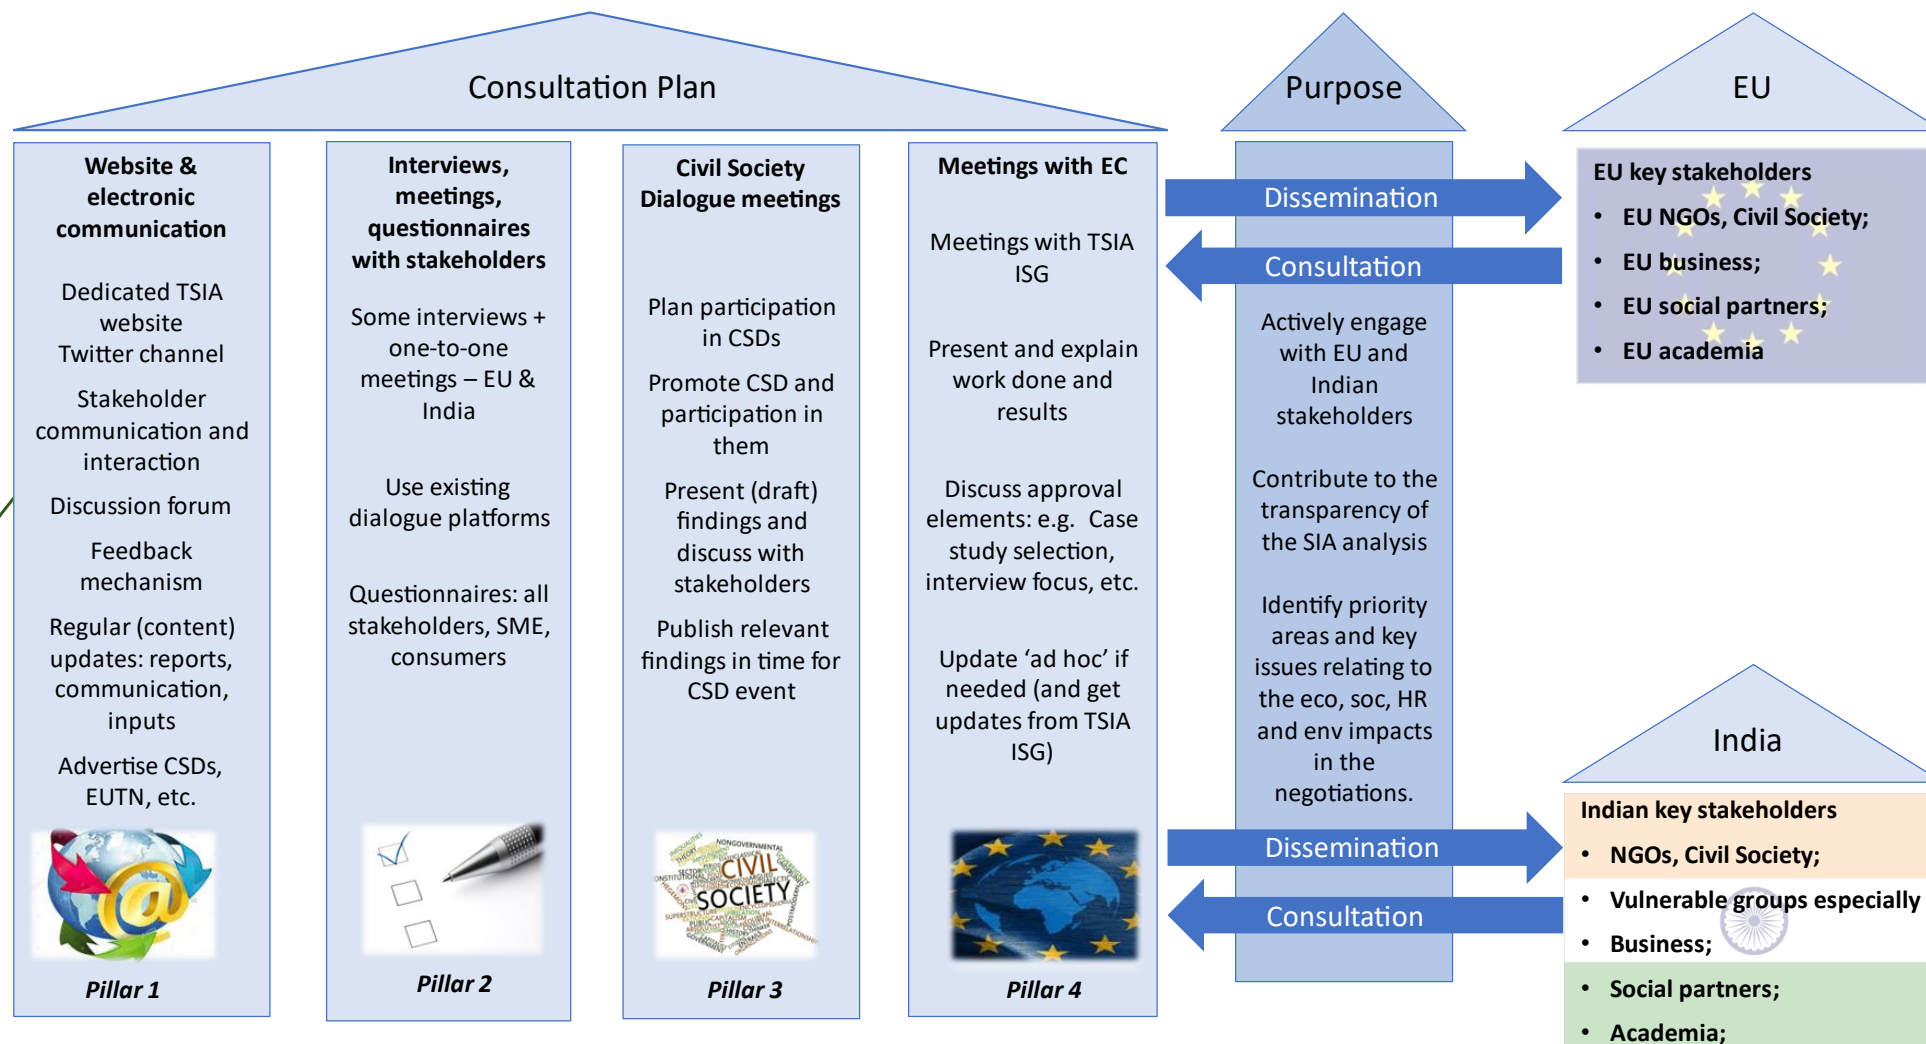 Consultation Plan
Website &
electronic
communication
Dedicated TSIA
website
Twitter channel
Stakeholder
communication and
interaction
Discussion forum
Feedback
mechanism
Regular (content)
updates: reports,
communication,
inputs
Advertise CSDs,
EUTN, etc.
Pillar 1
Interviews,
meetings,
questionnaires
with stakeholders
Some interviews +
one-to-one
meetings – EU &
India
Use existing
dialogue platforms
Questionnaires: all
stakeholders, SME,
consumers
Pillar 2
Civil Society
Dialogue meetings
Plan participation
in CSDs
Promote CSD and
participation in
them
Present (draft)
findings and
discuss with
stakeholders
Publish relevant
findings in time for
CSD event
NONGOVERNMENTAL
CIVIL
SOCIETY
Pillar 3
Meetings with EC
Meetings with TSIA
ISG
Present and explain
work done and
results
Discuss approval
elements: e.g. Case
study selection,
interview focus, etc.
Update ‘ad hoc’ if
needed (and get
updates from TSIA
ISG)
Pillar 4
Purpose
Dissemination
Consultation
Actively engage
with EU and
Indian
stakeholders
Contribute to the
transparency of
the SIA analysis
Identify priority
areas and key
issues relating to
the eco, soc, HR
and env impacts
in the
negotiations.
Dissemination
Consultation
EU
EU key stakeholders
• EU NGOs, Civil Society;
• EU business;
• EU social partners;
• EU academia
India
Indian key stakeholders
• NGOs, Civil Society;
• Vulnerable groups especially
• Business;
• Social partners;
• Academia;